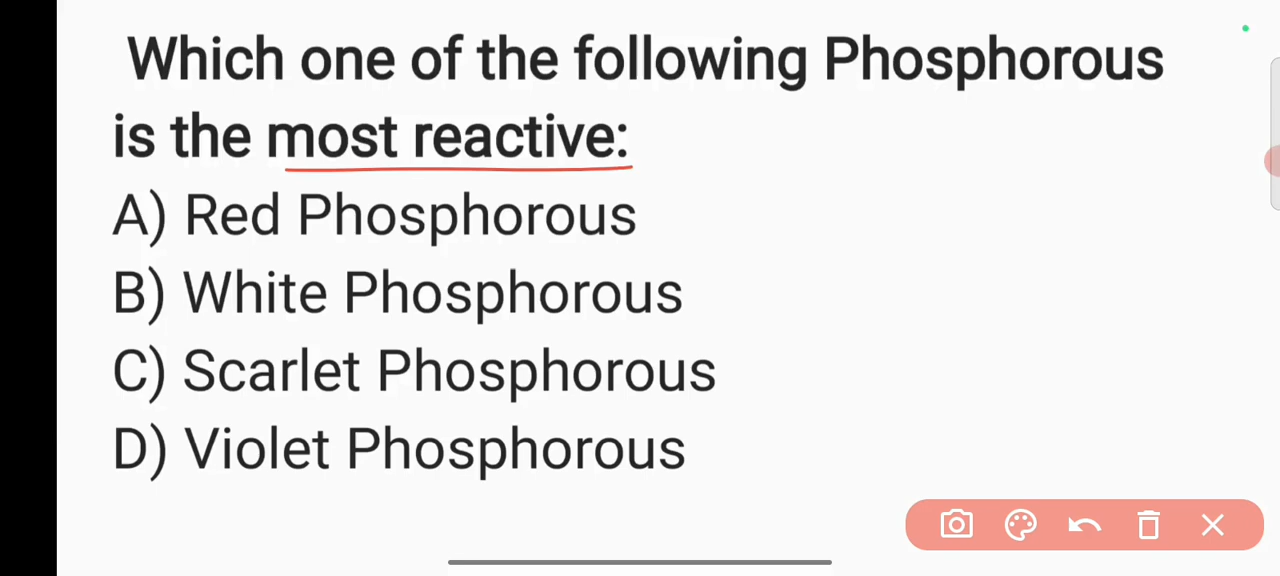 Which one of the following Phosphorous
is the most reactive:
A) Red Phosphorous
B) White Phosphorous
C) Scarlet Phosphorous
D) Violet Phosphorous